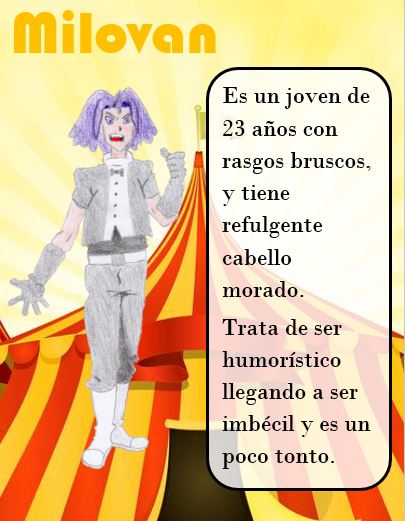 Milovan
Es un joven de
23 años con
rasgos bruscos,
y tiene
refulgente
cabello
morado.
Trata de ser
humorístico
llegando a ser
imbécil y es un
poco tonto.